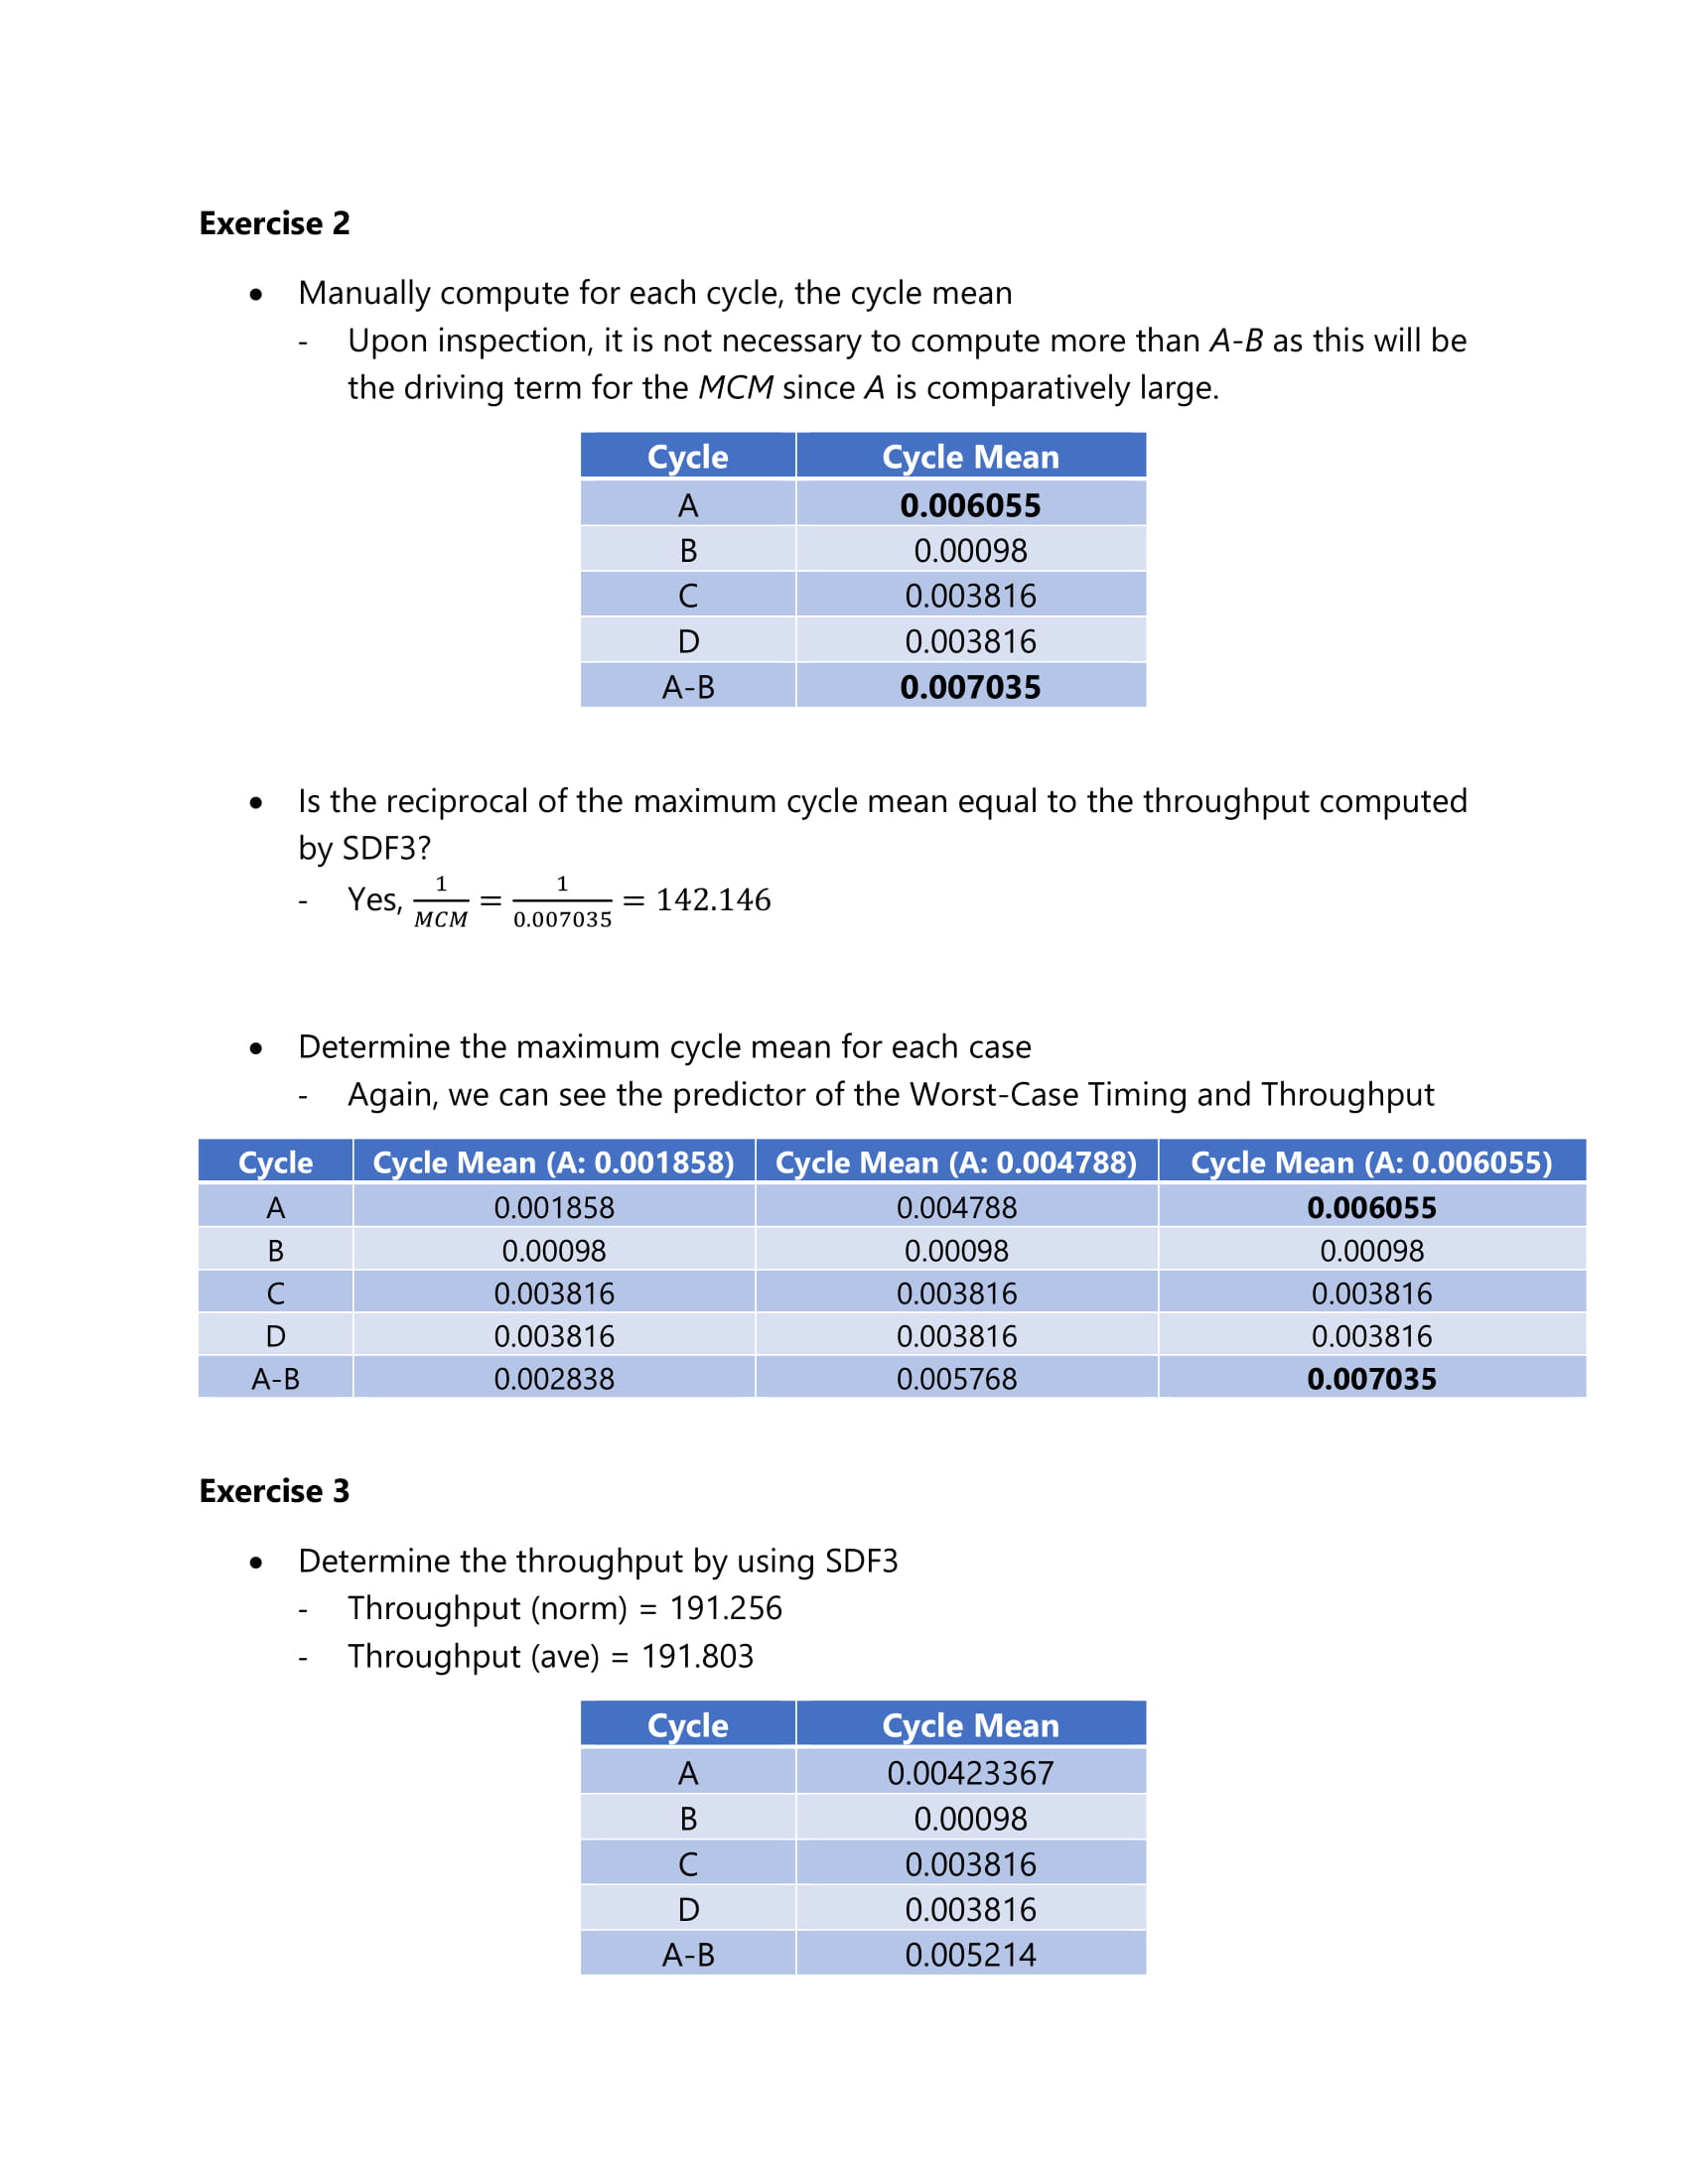 Exercise 2
• Manually compute for each cycle, the cycle mean
- Upon inspection, it is not necessary to compute more than A-B as this will be
the driving term for the MCM since A is comparatively large.
Cycle Cycle Mean
A 0.006055
B 0.00098
C 0.003816
D 0.003816
A-B 0.007035
• Is the reciprocal of the maximum cycle mean equal to the throughput computed
by SDF3?
- Yes, 1/MCM = 1/0.007035 = 142.146
• Determine the maximum cycle mean for each case
- Again, we can see the predictor of the Worst-Case Timing and Throughput
Cycle Cycle Mean (A: 0.001858) Cycle Mean (A: 0.004788) Cycle Mean (A: 0.006055)
A 0.001858 0.004788 0.006055
B 0.00098 0.00098 0.00098
C 0.003816 0.003816 0.003816
D 0.003816 0.003816 0.003816
A-B 0.002838 0.005768 0.007035
Exercise 3
• Determine the throughput by using SDF3
- Throughput (norm) = 191.256
- Throughput (ave) = 191.803
Cycle Cycle Mean
A 0.00423367
B 0.00098
C 0.003816
D 0.003816
A-B 0.005214